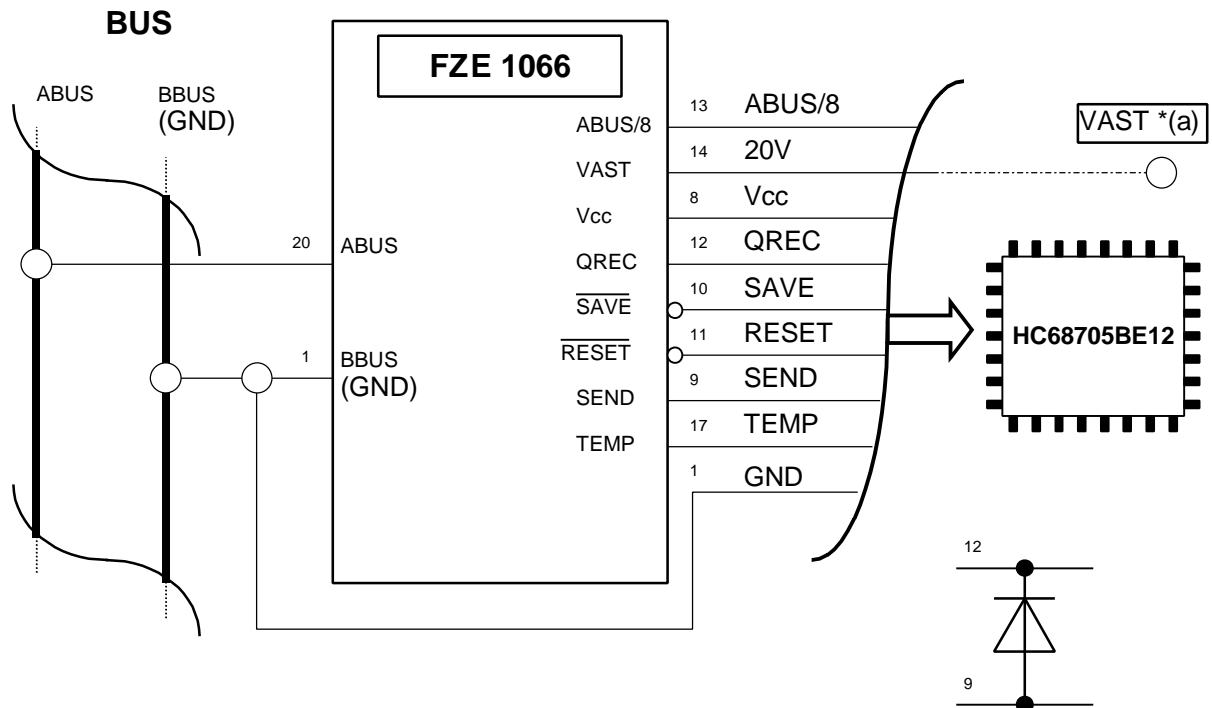 BUS
FZE 1066
ABUS
BBUS
(GND)
ABUS/8
VAST
Vcc
QREC
SAVE
RESET
SEND
TEMP
20
ABUS
1
BBUS
(GND)
13 ABUS/8
14 20V
8 Vcc
12 QREC
10 SAVE
11 RESET
9 SEND
17 TEMP
1 GND
VAST *(a)
HC68705BE12
12
9